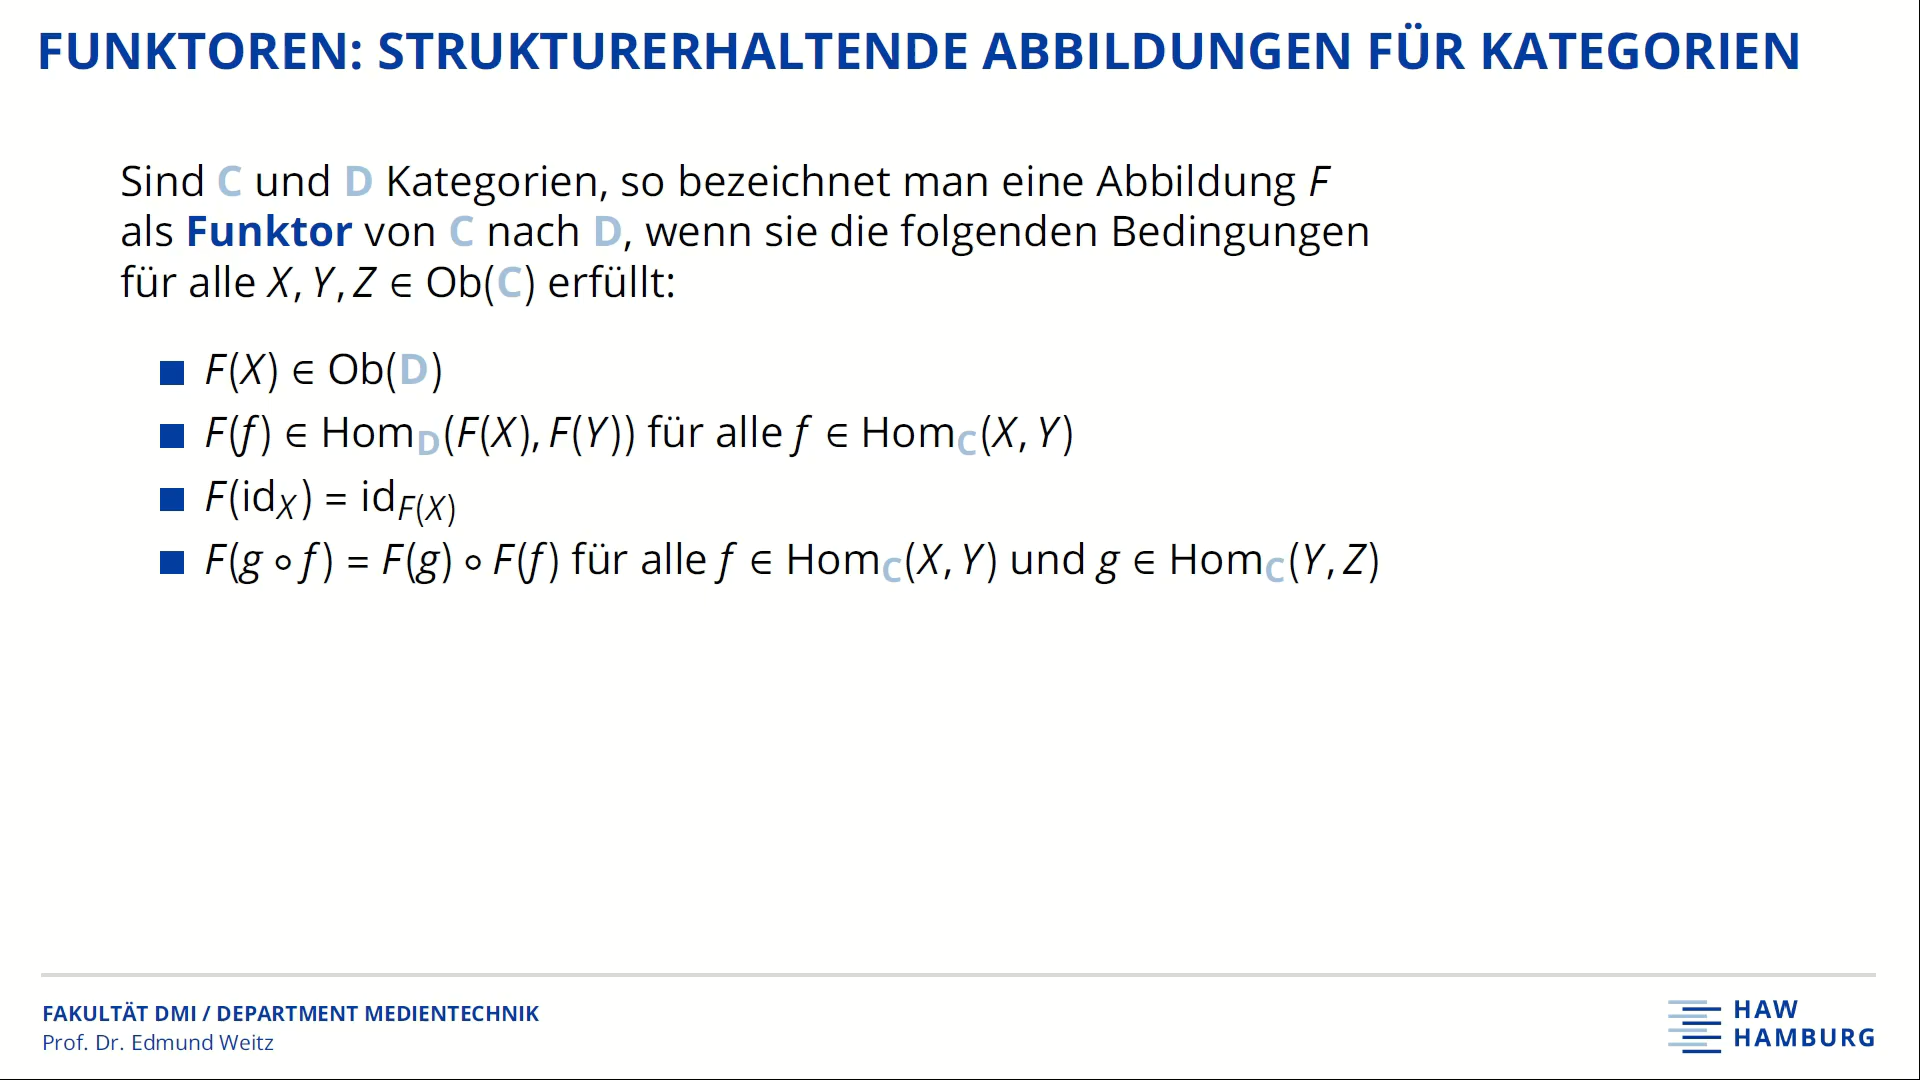 FUNKTOREN: STRUKTURERHALTENDE ABBILDUNGEN FÜR KATEGORIEN
Sind C und D Kategorien, so bezeichnet man eine Abbildung F
als Funktor von C nach D, wenn sie die folgenden Bedingungen
für alle X, Y, Z ∈ Ob(C) erfüllt:
■ F(X) ∈ Ob(D)
■ F(f) ∈ Hom_D(F(X), F(Y)) für alle f ∈ Hom_C(X, Y)
■ F(id_X) = id_F(X)
■ F(g ∘ f) = F(g) ∘ F(f) für alle f ∈ Hom_C(X, Y) und g ∈ Hom_C(Y, Z)
FAKULTÄT DMI / DEPARTMENT MEDIENTECHNIK
Prof. Dr. Edmund Weitz
HAW
HAMBURG